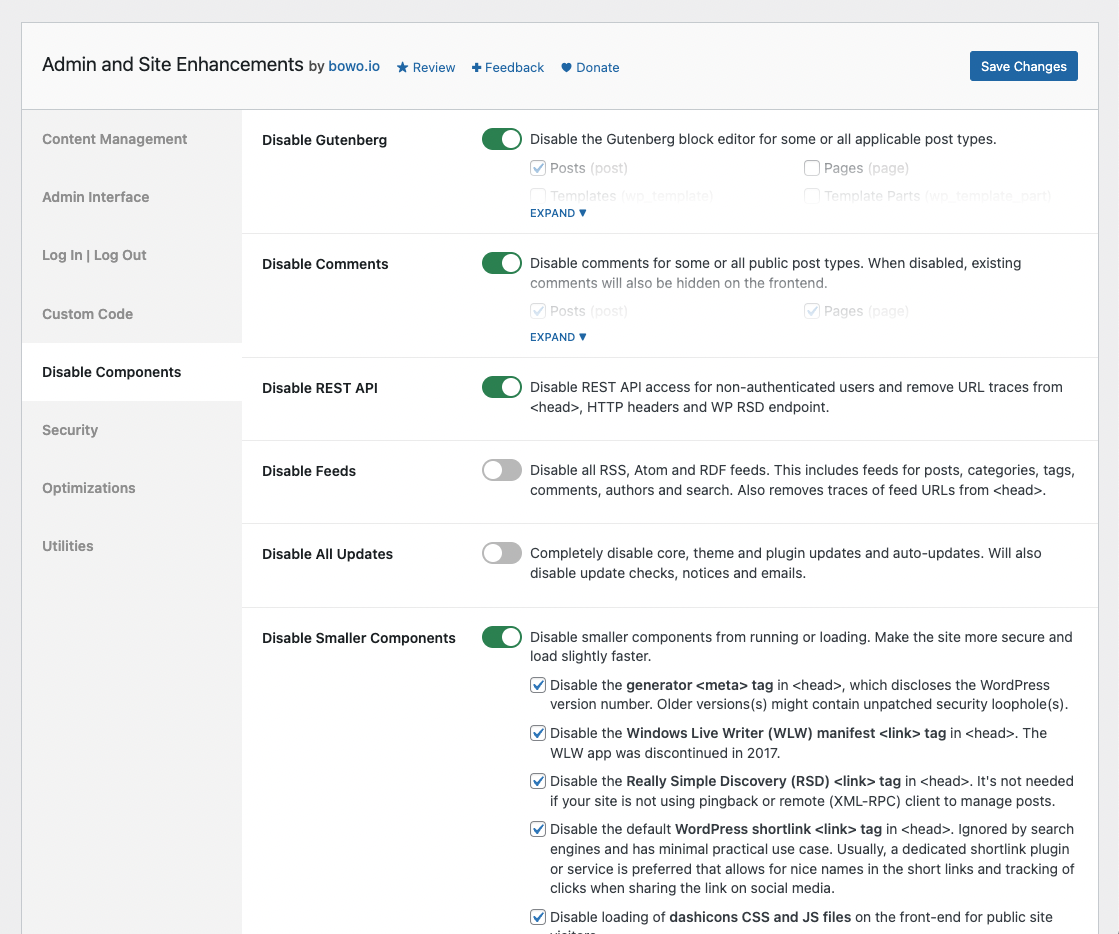 Admin and Site Enhancements by bowo.io Review Feedback Donate
Save Changes
Content Management
Admin Interface
Log In | Log Out
Custom Code
Disable Components
Security
Optimizations
Utilities
Disable Gutenberg
Disable the Gutenberg block editor for some or all applicable post types.
Posts (post)
Pages (page)
Templates (wp_template)
Template Parts (wp_template_part)
EXPAND ▼
Disable Comments
Disable comments for some or all public post types. When disabled, existing
comments will also be hidden on the frontend.
Posts (post)
Pages (page)
EXPAND ▼
Disable REST API
Disable REST API access for non-authenticated users and remove URL traces from
<head>, HTTP headers and WP RSD endpoint.
Disable Feeds
Disable all RSS, Atom and RDF feeds. This includes feeds for posts, categories, tags,
comments, authors and search. Also removes traces of feed URLs from <head>.
Disable All Updates
Completely disable core, theme and plugin updates and auto-updates. Will also
disable update checks, notices and emails.
Disable Smaller Components
Disable smaller components from running or loading. Make the site more secure and
load slightly faster.
Disable the generator <meta> tag in <head>, which discloses the WordPress
version number. Older versions(s) might contain unpatched security loophole(s).
Disable the Windows Live Writer (WLW) manifest <link> tag in <head>. The
WLW app was discontinued in 2017.
Disable the Really Simple Discovery (RSD) <link> tag in <head>. It's not needed
if your site is not using pingback or remote (XML-RPC) client to manage posts.
Disable the default WordPress shortlink <link> tag in <head>. Ignored by search
engines and has minimal practical use case. Usually, a dedicated shortlink plugin
or service is preferred that allows for nice names in the short links and tracking of
clicks when sharing the link on social media.
Disable loading of dashicons CSS and JS files on the front-end for public site